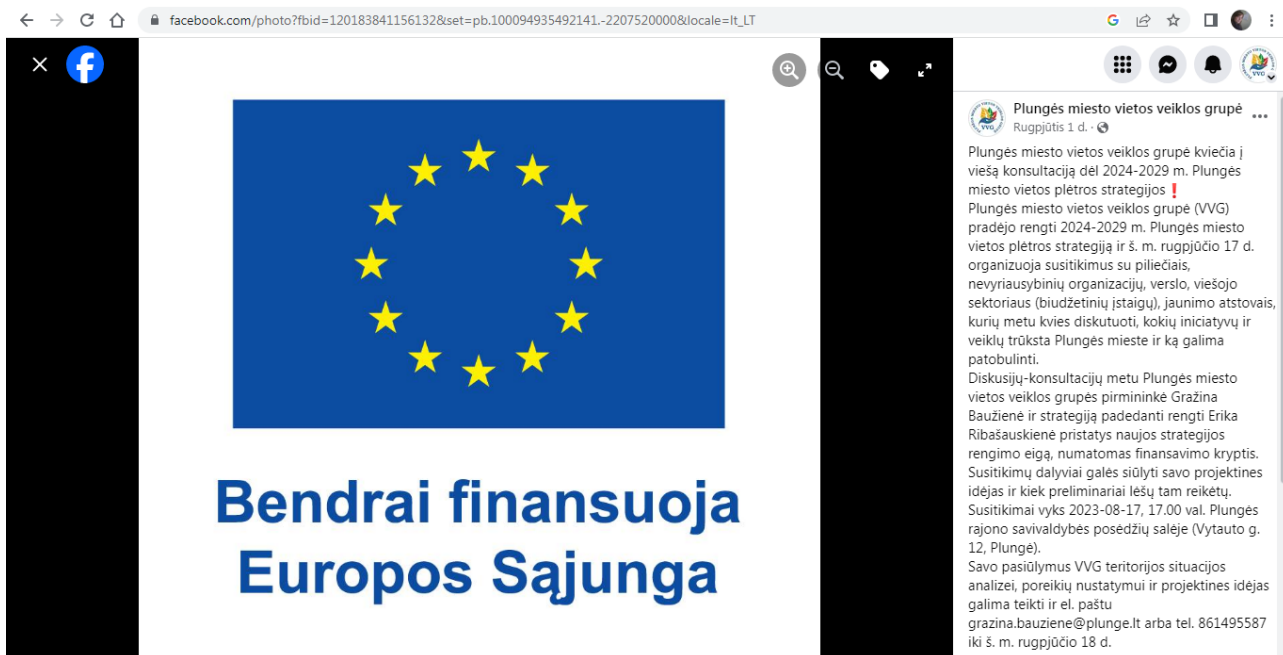 facebook.com/photo?fbid=120183841156132&set=pb.100094935492141.-2207520000&locale=lt_LT
Bendrai finansuoja
Europos Sąjunga
Plungės miesto vietos veiklos grupė
Rugpjūtis 1 d. ·
Plungės miesto vietos veiklos grupė kviečia į
viešą konsultaciją dėl 2024-2029 m. Plungės
miesto vietos plėtros strategijos❗
Plungės miesto vietos veiklos grupė (VVG)
pradėjo rengti 2024-2029 m. Plungės miesto
vietos plėtros strategiją ir š. m. rugpjūčio 17 d.
organizuoja susitikimus su piliečiais,
nevyriausybinių organizacijų, verslo, viešojo
sektoriaus (biudžetinių įstaigų), jaunimo atstovais,
kurių metu kvies diskutuoti, kokių iniciatyvų ir
veiklų trūksta Plungės mieste ir ką galima
patobulinti.
Diskusijų-konsultacijų metu Plungės miesto
vietos veiklos grupės pirmininkė Gražina
Baužienė ir strategiją padedanti rengti Erika
Ribašauskienė pristatys naujos strategijos
rengimo eigą, numatomas finansavimo kryptis.
Susitikimų dalyviai galės siūlyti savo projektines
idėjas ir kiek preliminariai lėšų tam reikėtų.
Susitikimai vyks 2023-08-17, 17.00 val. Plungės
rajono savivaldybės posėdžių salėje (Vytauto g.
12, Plungė).
Savo pasiūlymus VVG teritorijos situacijos
analizei, poreikių nustatymui ir projektines idėjas
galima teikti ir el. paštu
grazina.bauziene@plunge.lt arba tel. 861495587
iki š. m. rugpjūčio 18 d.